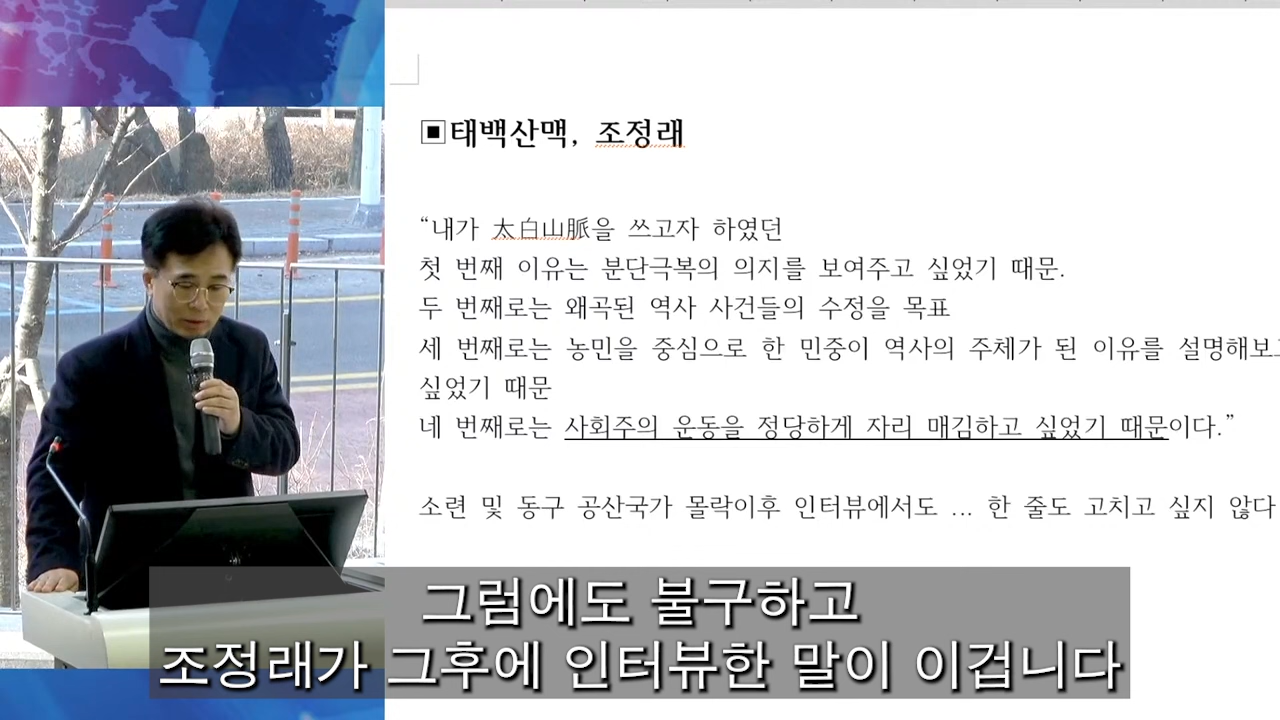 ▣태백산맥, 조정래
“내가 太白山脈을 쓰고자 하였던
첫 번째 이유는 분단극복의 의지를 보여주고 싶었기 때문.
두 번째로는 왜곡된 역사 사건들의 수정을 목표
세 번째로는 농민을 중심으로 한 민중이 역사의 주체가 된 이유를 설명해보
싶었기 때문
네 번째로는 사회주의 운동을 정당하게 자리 매김하고 싶었기 때문이다.”
소련 및 동구 공산국가 몰락이후 인터뷰에서도 ... 한 줄도 고치고 싶지 않다
그럼에도 불구하고
조정래가 그후에 인터뷰한 말이 이겁니다